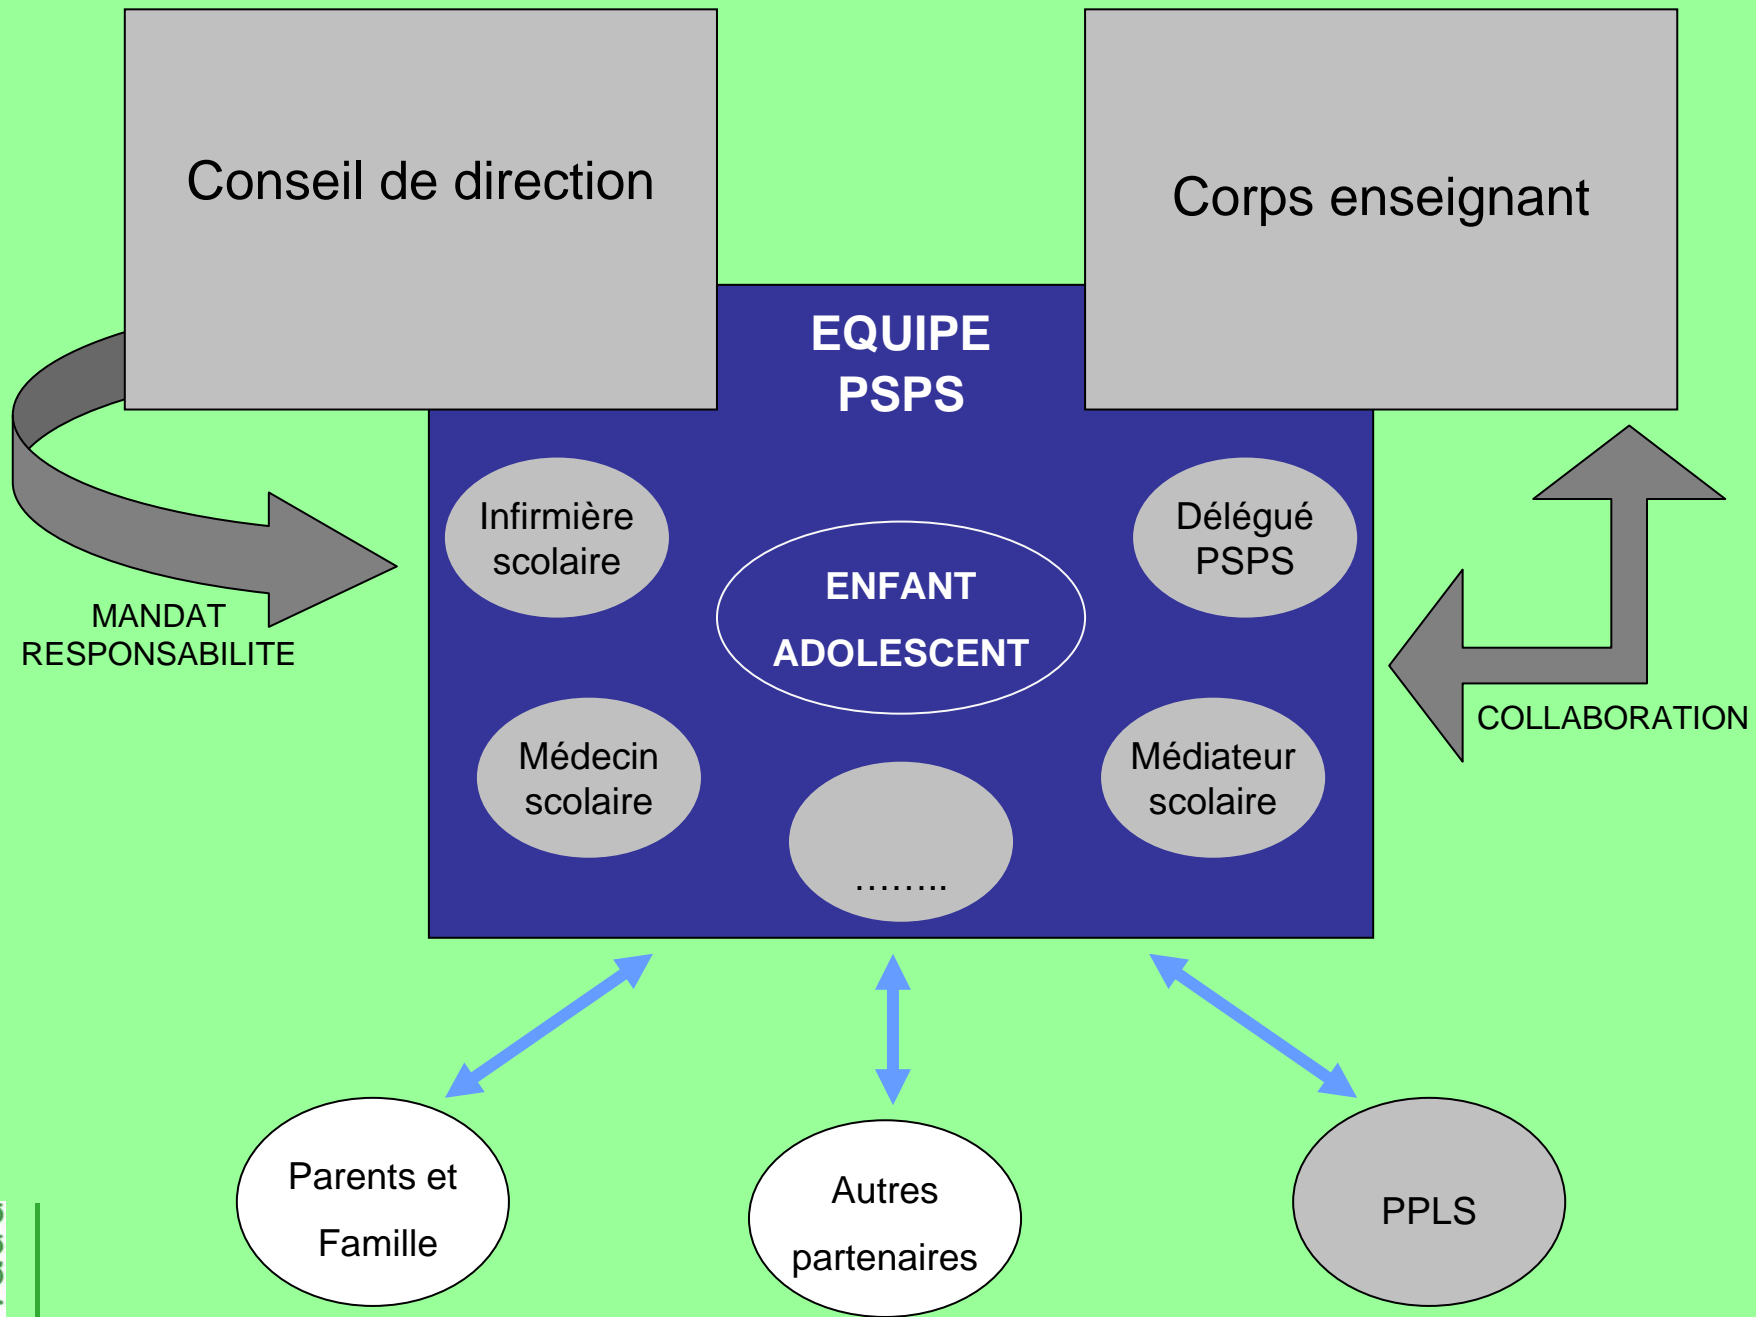 Conseil de direction
Corps enseignant
EQUIPE
PSPS
Infirmière
scolaire
Délégué
PSPS
ENFANT
ADOLESCENT
MANDAT
RESPONSABILITE
COLLABORATION
Médecin
scolaire
Médiateur
scolaire
……..
Parents et
Famille
Autres
partenaires
PPLS